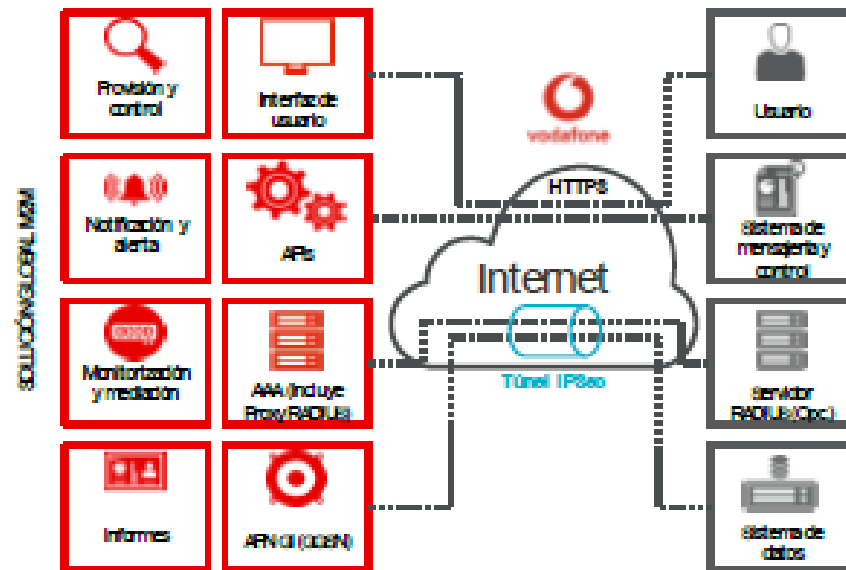 SOLUCIÓN GLOBAL M2M
Provisión y
control
Interfaz de
usuario
vodafone
Usuario
Notificación y
alerta
APIs
HTTPS
Sistema de
mensajería y
control
Internet
Monitorización
y mediación
AAA (Incluye
Proxy RADIUS)
Túnel IPSec
Servidor
RADIUS (Opc.)
Informes
Sistema de
datos